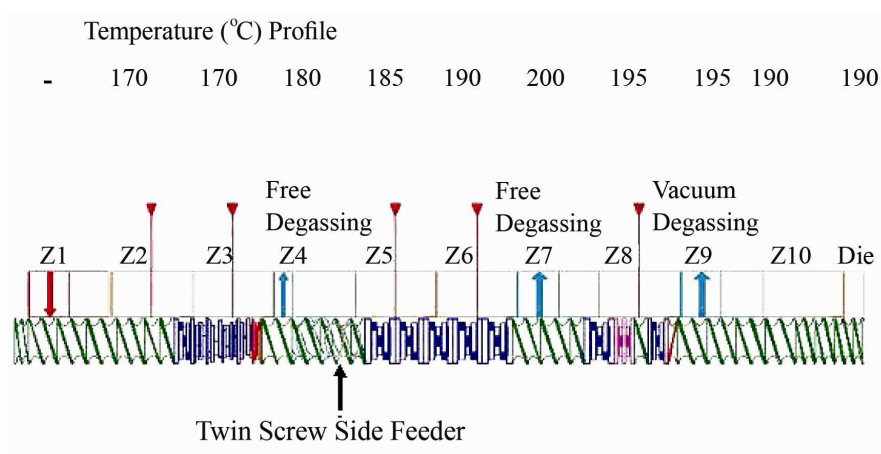 Temperature (°C) Profile
- 170 170 180 185 190 200 195 195 190 190
Free Degassing
Free Degassing
Vacuum Degassing
Z1 Z2 Z3 Z4 Z5 Z6 Z7 Z8 Z9 Z10 Die
Twin Screw Side Feeder